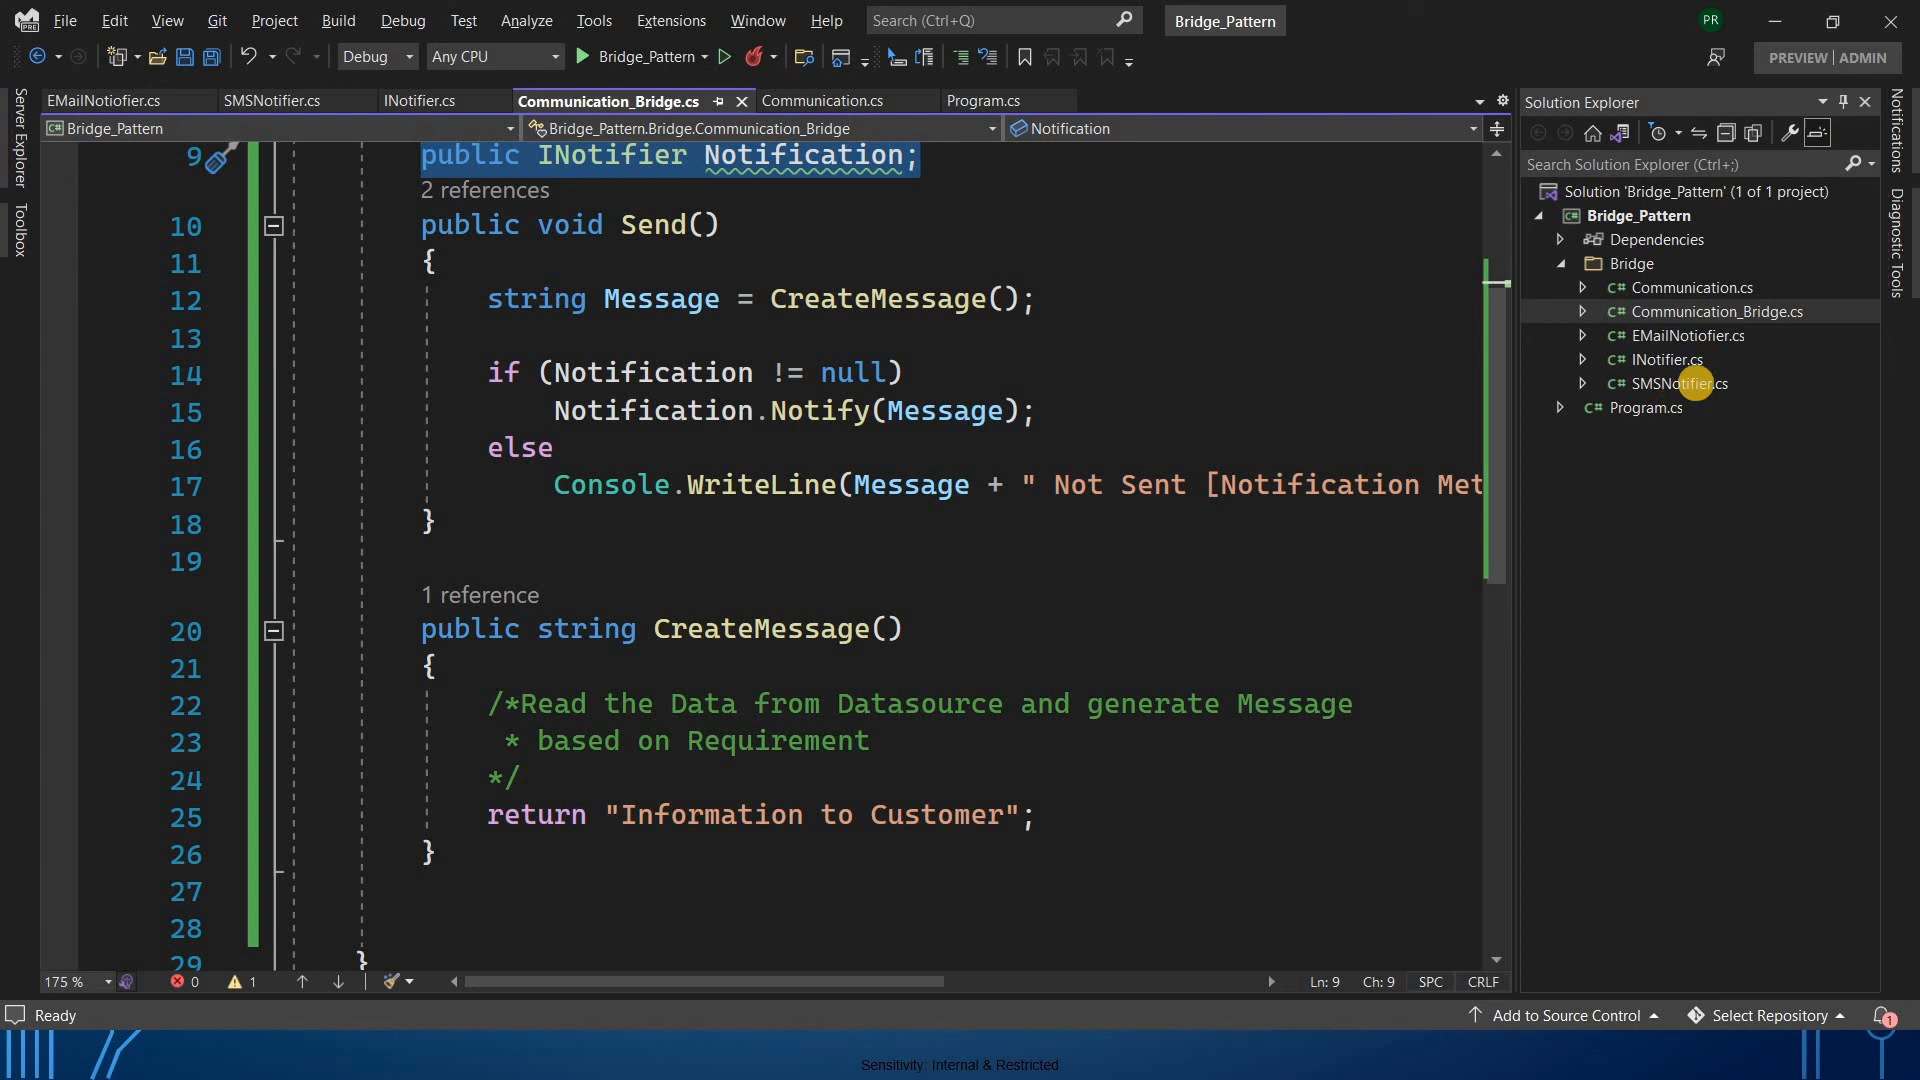 File Edit View Git Project Build Debug Test Analyze Tools Extensions Window Help Search (Ctrl+Q) Bridge_Pattern PR
Debug Any CPU Bridge_Pattern PREVIEW ADMIN
EMailNotiofier.cs SMSNotifier.cs INotifier.cs Communication_Bridge.cs Communication.cs Program.cs
Bridge_Pattern Bridge_Pattern.Bridge.Communication_Bridge Notification
Server Explorer
Toolbox
9 public INotifier Notification;
2 references
10 public void Send()
11 {
12 string Message = CreateMessage();
13
14 if (Notification != null)
15 Notification.Notify(Message);
16 else
17 Console.WriteLine(Message + " Not Sent [Notification Met
18 }
19
1 reference
20 public string CreateMessage()
21 {
22 /*Read the Data from Datasource and generate Message
23 * based on Requirement
24 */
25 return "Information to Customer";
26 }
27
28
29 }
175 % 0 1 Ln: 9 Ch: 9 SPC CRLF
Solution Explorer
Search Solution Explorer (Ctrl+;)
Solution 'Bridge_Pattern' (1 of 1 project)
Bridge_Pattern
Dependencies
Bridge
Communication.cs
Communication_Bridge.cs
EMailNotiofier.cs
INotifier.cs
SMSNotifier.cs
Program.cs
Notifications
Diagnostic Tools
Ready Add to Source Control Select Repository 1
Sensitivity: Internal & Restricted